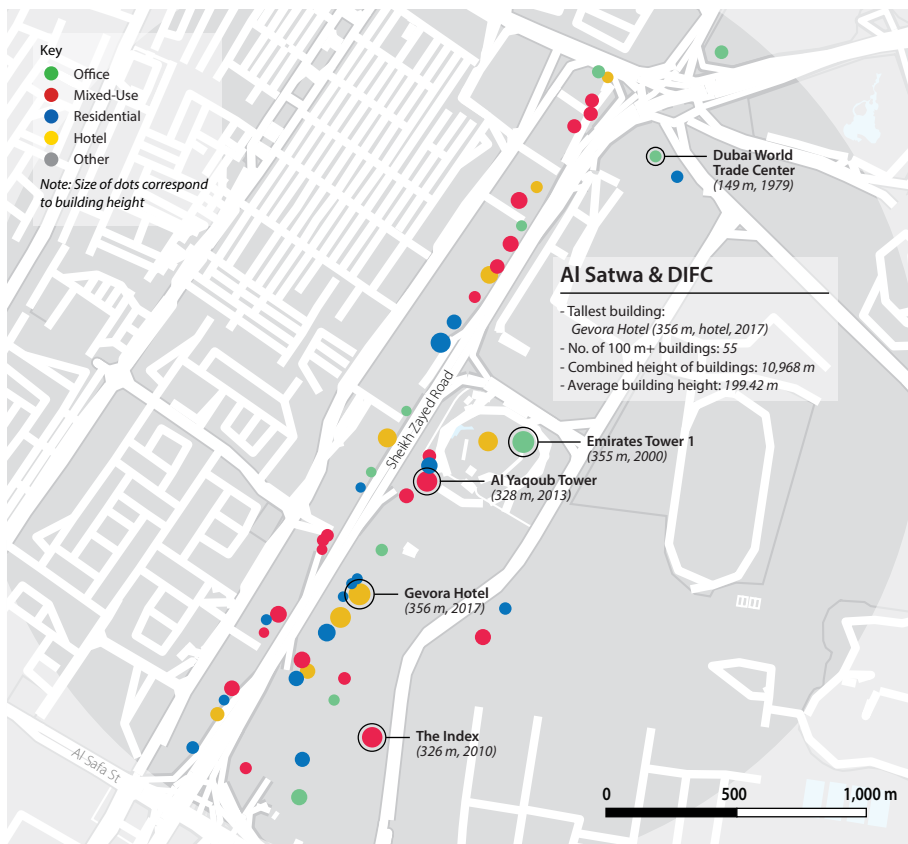 Key
Office
Mixed-Use
Residential
Hotel
Other
Note: Size of dots correspond
to building height
Dubai World
Trade Center
(149 m, 1979)
Al Satwa & DIFC
- Tallest building:
Gevora Hotel (356 m, hotel, 2017)
- No. of 100 m+ buildings: 55
- Combined height of buildings: 10,968 m
- Average building height: 199.42 m
Sheikh Zayed Road
Emirates Tower 1
(355 m, 2000)
Al Yaqoub Tower
(328 m, 2013)
Gevora Hotel
(356 m, 2017)
The Index
(326 m, 2010)
Al Safa St
0 500 1,000 m